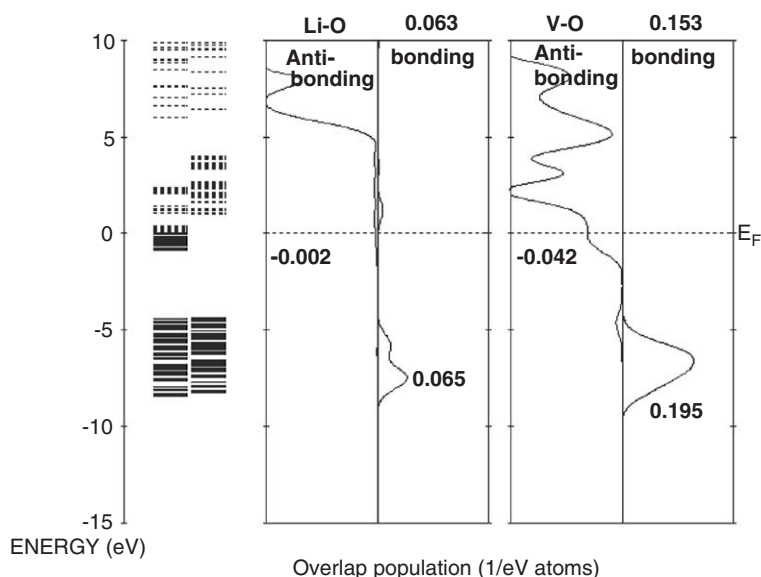 Li-O 0.063 V-O 0.153
10
Anti-
bonding
bonding
Anti-
bonding
bonding
5
0
E_F
-0.002
-0.042
-5
0.065
0.195
-10
-15
ENERGY (eV)
Overlap population (1/eV atoms)